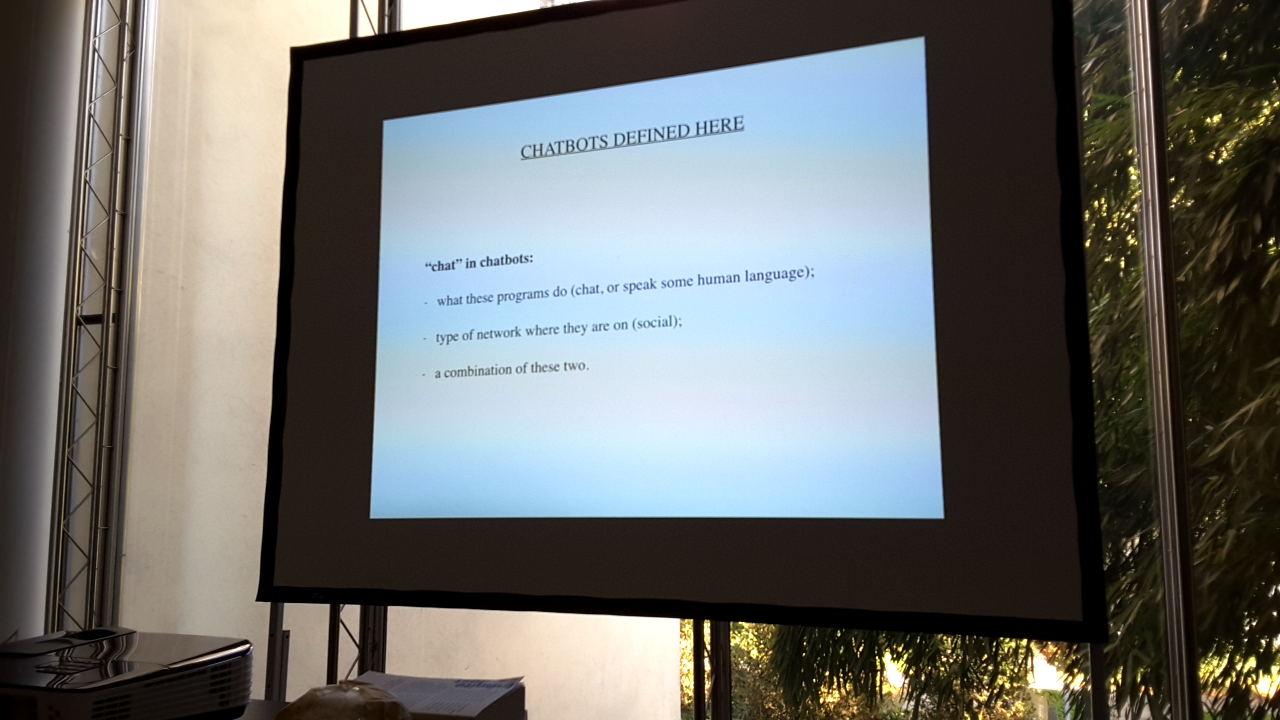 CHATBOTS DEFINED HERE
“chat” in chatbots:
- what these programs do (chat, or speak some human language);
- type of network where they are on (social);
- a combination of these two.